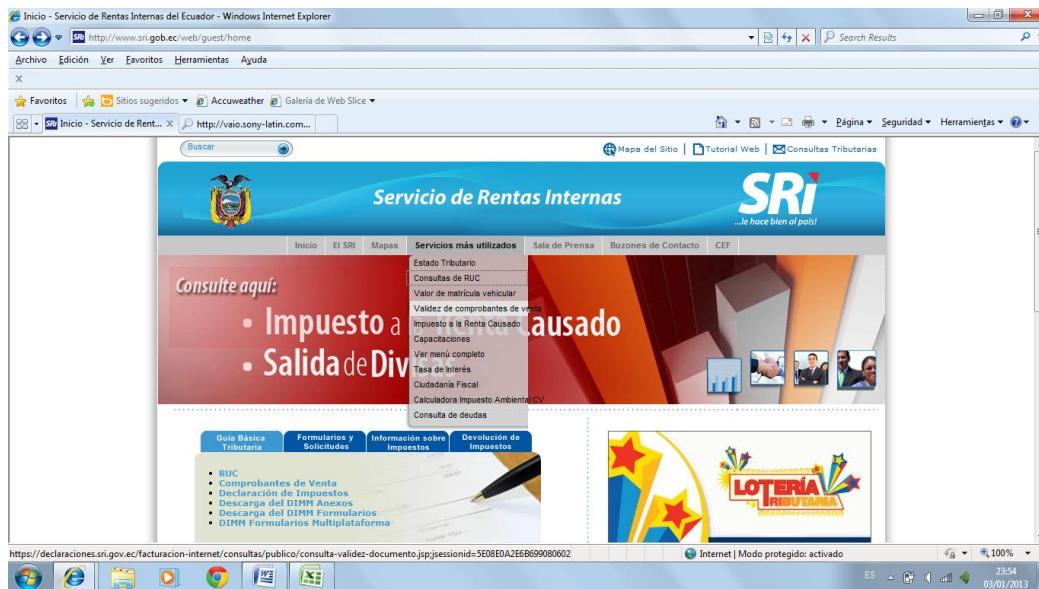 Inicio - Servicio de Rentas Internas del Ecuador - Windows Internet Explorer
http://www.sri.gob.ec/web/guest/home
Search Results
Archivo Edición Ver Favoritos Herramientas Ayuda
x
Favoritos Sitios sugeridos Accuweather Galería de Web Slice
Inicio - Servicio de Rent... x http://vaio.sony-latin.com... Página Seguridad Herramientas
Buscar Mapa del Sitio | Tutorial Web | Consultas Tributarias
Servicio de Rentas Internas
SRi
...le hace bien al país!
Inicio El SRI Mapas Servicios más utilizados Sala de Prensa Buzones de Contacto CEF
Estado Tributario
Consultas de RUC
Valor de matrícula vehicular
Validez de comprobantes de venta
Impuesto a la Renta Causado
Capacitaciones
Ver menú completo
Tasa de Interés
Ciudadanía Fiscal
Calculadora Impuesto Ambiental CV
Consulta de deudas
Consulte aquí:
• Impuesto a la Renta Causado
• Salida de Divisas
Guía Básica Tributaria
Formularios y Solicitudes
Información sobre Impuestos
Devolución de Impuestos
• RUC
• Comprobantes de Venta
• Declaración de Impuestos
• Descarga del DIMM Anexos
• Descarga del DIMM Formularios
• DIMM Formularios Multiplataforma
LOTERÍA
TRIBUTARIA
https://declaraciones.sri.gov.ec/facturacion-internet/consultas/publico/consulta-validez-documento.jsp;jsessionid=5E08E0A2E6B699080602
Internet | Modo protegido: activado 100%
ES 23:54
03/01/2013